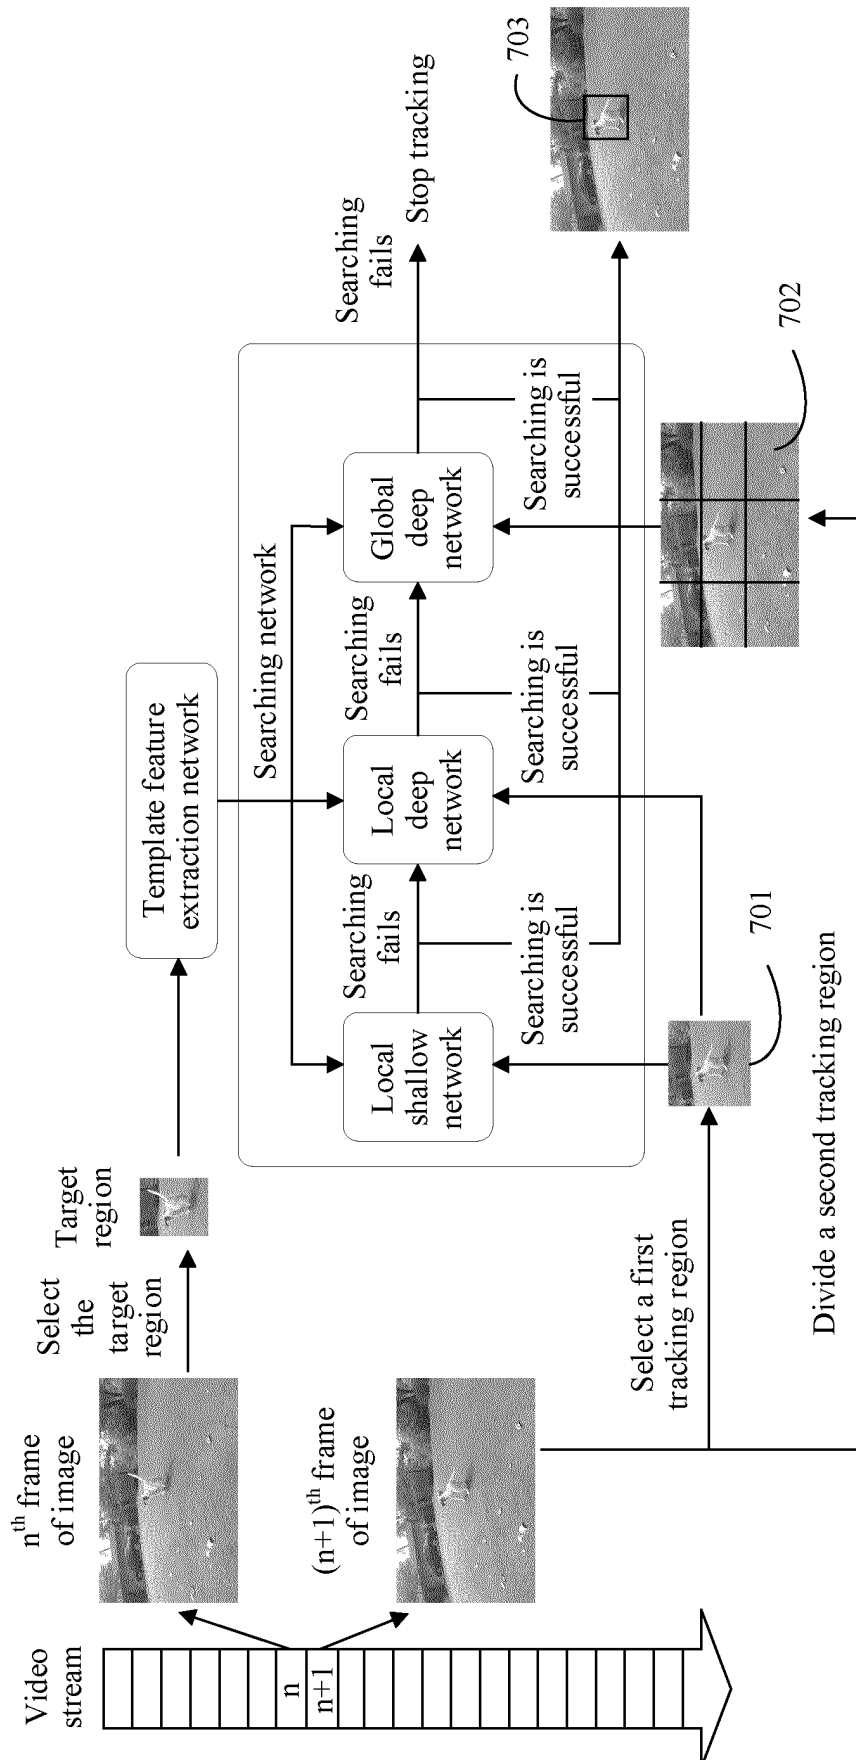 Video
stream
n
n+1
nth frame
of image
(n+1)th frame
of image
Select
the
target
region
Target
region
Template feature
extraction network
Searching network
Local
shallow
network
Searching
fails
Local
deep
network
Searching
fails
Global
deep
network
Searching
fails
Stop tracking
Searching is
successful
Searching is
successful
Searching is
successful
Select a first
tracking region
701
702
703
Divide a second tracking region